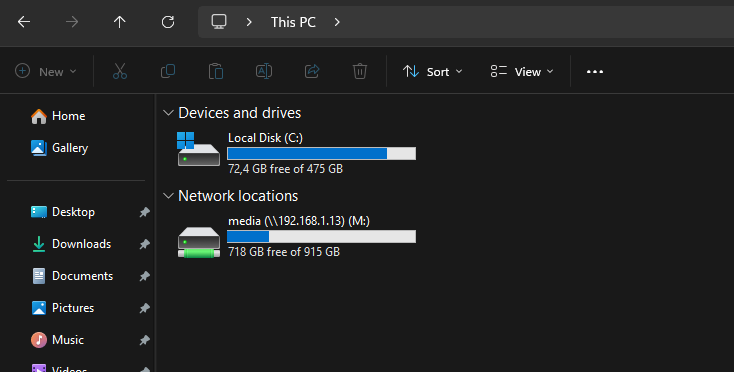 This PC
New
Sort
View
Home
Gallery
Desktop
Downloads
Documents
Pictures
Music
Videos
Devices and drives
Local Disk (C:)
72,4 GB free of 475 GB
Network locations
media (\\192.168.1.13) (M:)
718 GB free of 915 GB